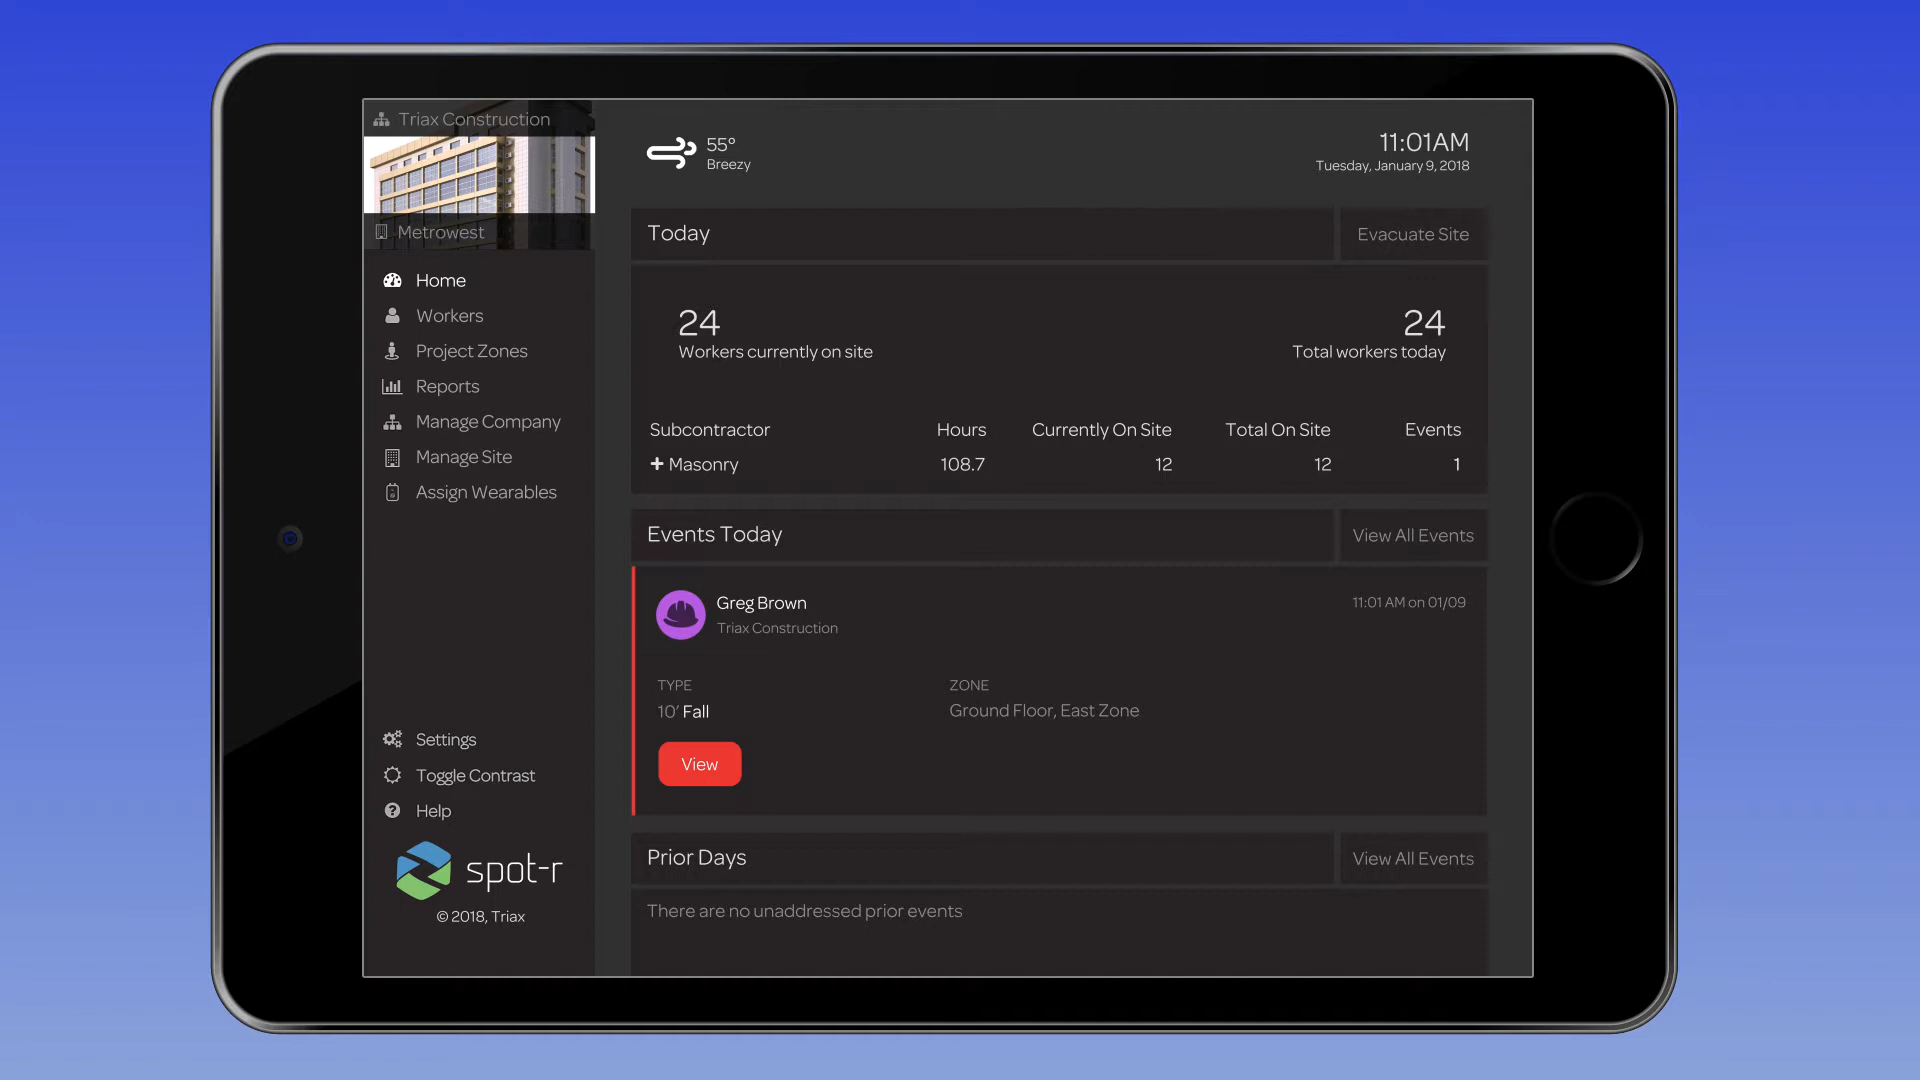 Triax Construction
Metrowest
Home
Workers
Project Zones
Reports
Manage Company
Manage Site
Assign Wearables
Settings
Toggle Contrast
Help
spot-r
© 2018, Triax
55°
Breezy
11:01AM
Tuesday, January 9, 2018
Today
Evacuate Site
24
Workers currently on site
24
Total workers today
Subcontractor Hours Currently On Site Total On Site Events
+ Masonry 108.7 12 12 1
Events Today
View All Events
Greg Brown
Triax Construction
11:01 AM on 01/09
TYPE
10' Fall
ZONE
Ground Floor, East Zone
View
Prior Days
View All Events
There are no unaddressed prior events